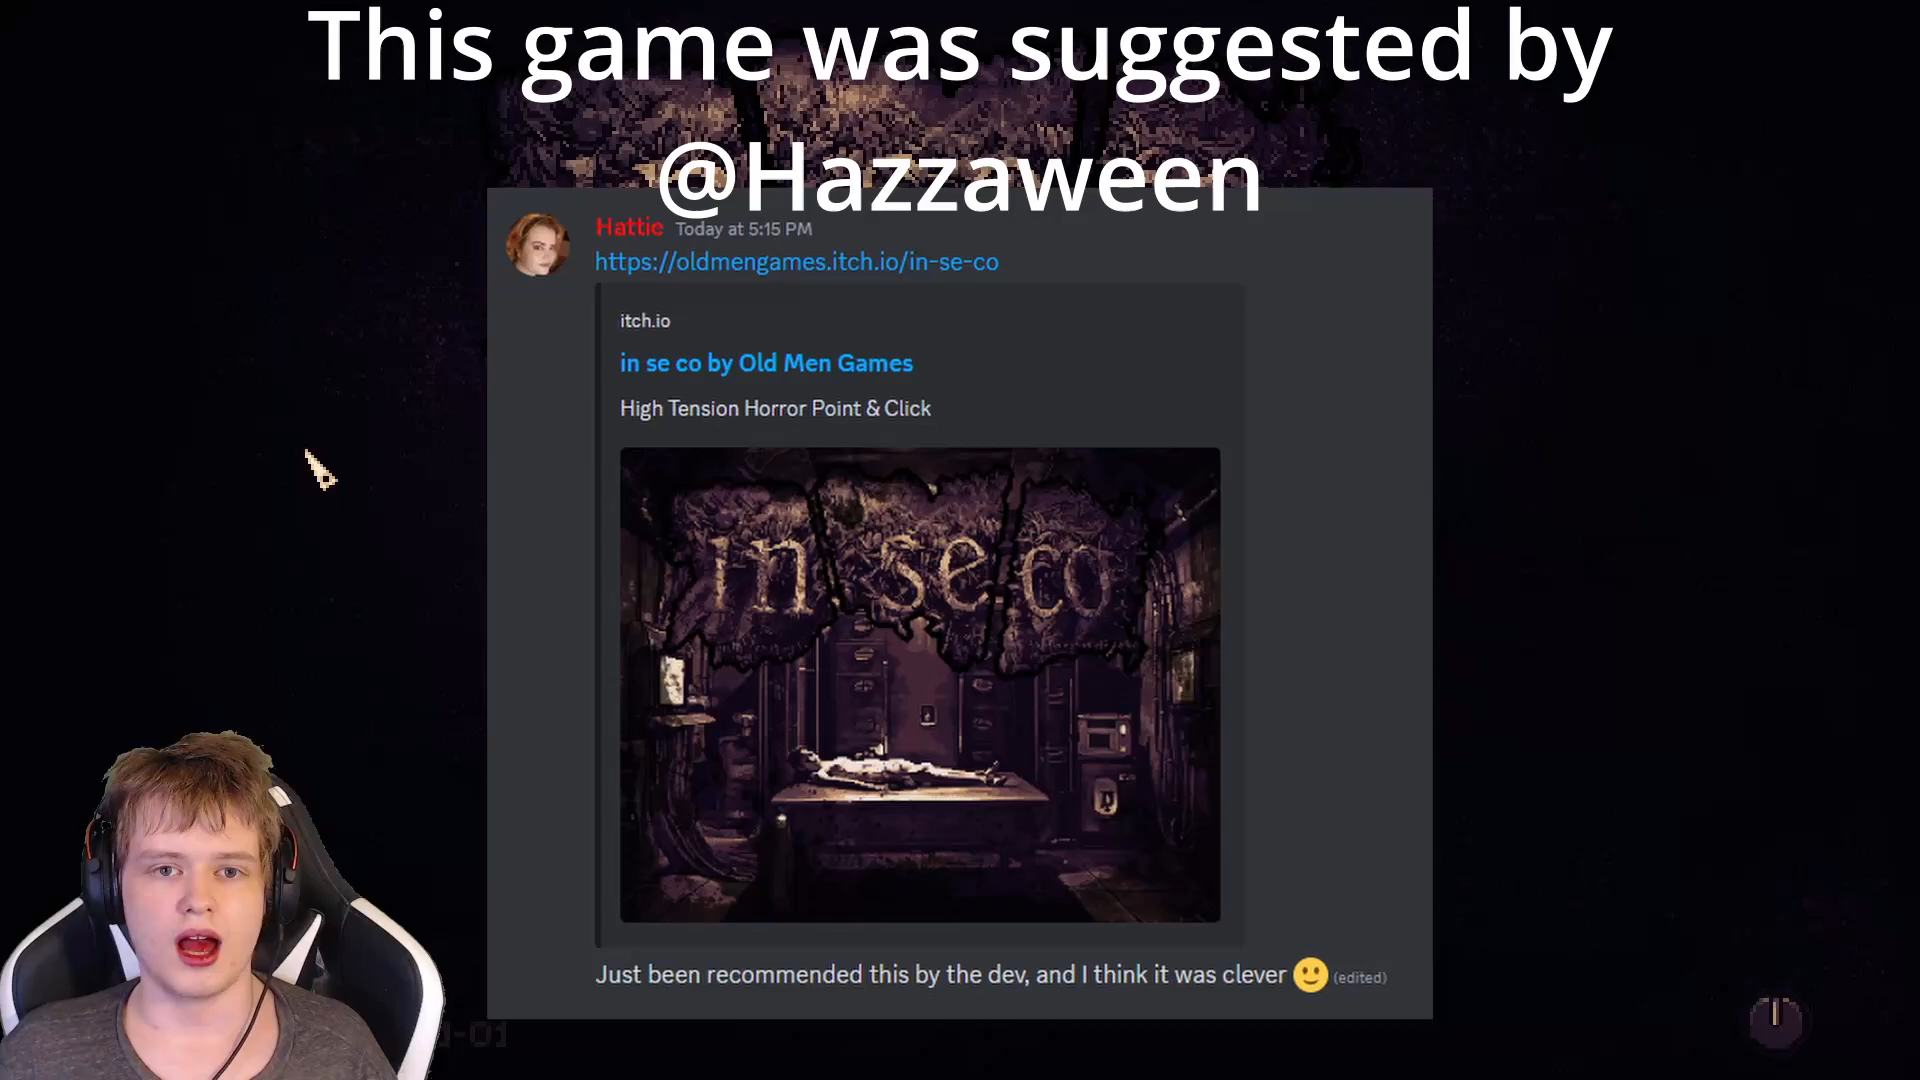 This game was suggested by
@Hazzaween
Hattie Today at 5:15 PM
https://oldmengames.itch.io/in-se-co
itch.io
in se co by Old Men Games
High Tension Horror Point & Click
in se co
Just been recommended this by the dev, and I think it was clever 🙂 (edited)